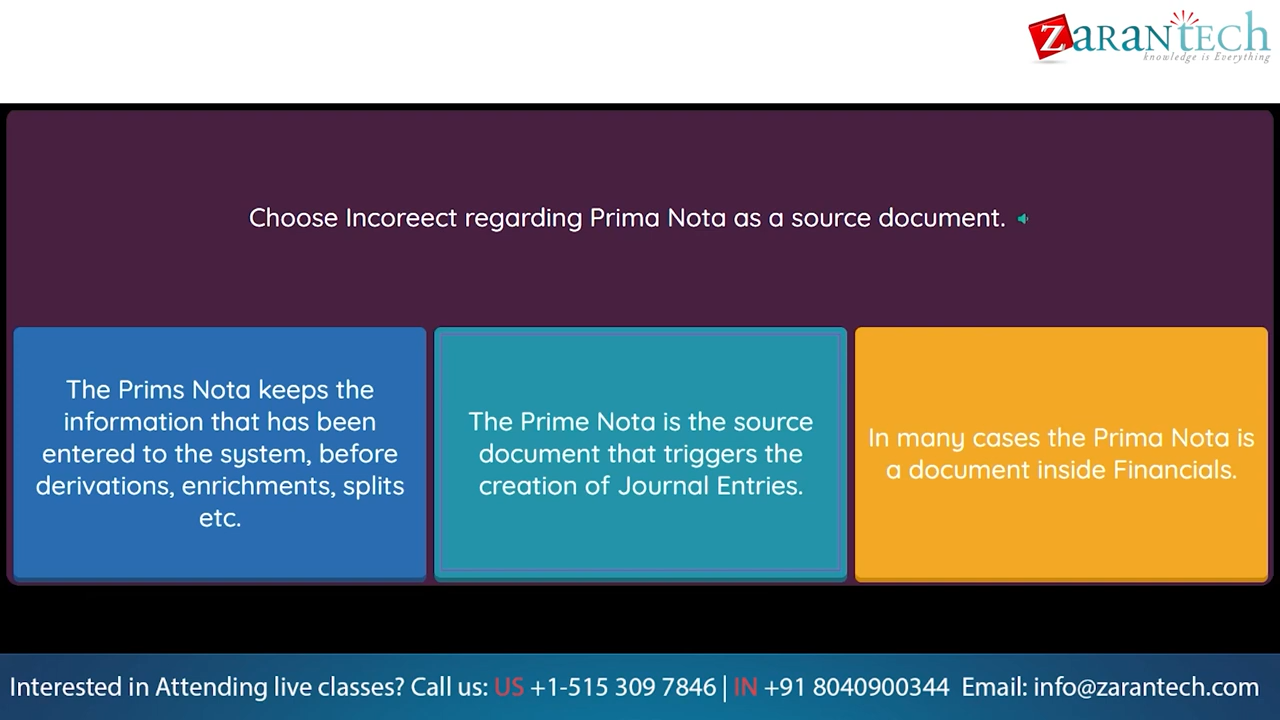 ZARANTECH
knowledge is Everything
Choose Incoreect regarding Prima Nota as a source document.
The Prims Nota keeps the
information that has been
entered to the system, before
derivations, enrichments, splits
etc.
The Prime Nota is the source
document that triggers the
creation of Journal Entries.
In many cases the Prima Nota is
a document inside Financials.
Interested in Attending live classes? Call us: US +1-515 309 7846 | IN +91 8040900344 Email: info@zarantech.com